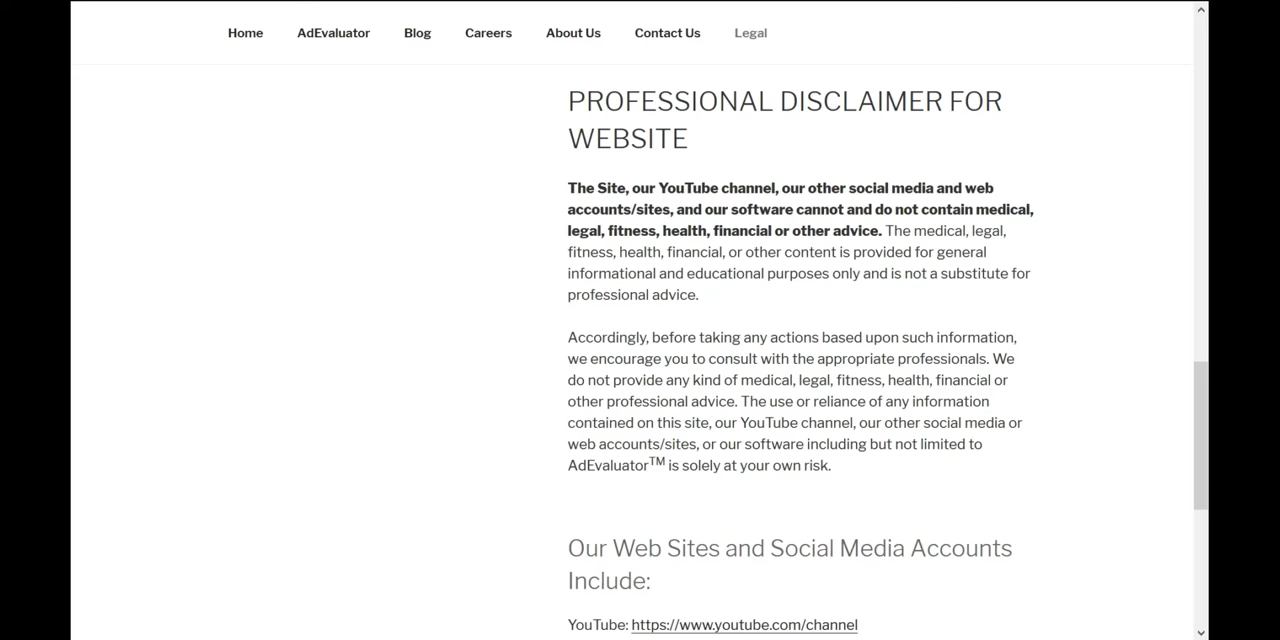 Home AdEvaluator Blog Careers About Us Contact Us Legal
PROFESSIONAL DISCLAIMER FOR
WEBSITE
The Site, our YouTube channel, our other social media and web
accounts/sites, and our software cannot and do not contain medical,
legal, fitness, health, financial or other advice. The medical, legal,
fitness, health, financial, or other content is provided for general
informational and educational purposes only and is not a substitute for
professional advice.
Accordingly, before taking any actions based upon such information,
we encourage you to consult with the appropriate professionals. We
do not provide any kind of medical, legal, fitness, health, financial or
other professional advice. The use or reliance of any information
contained on this site, our YouTube channel, our other social media or
web accounts/sites, or our software including but not limited to
AdEvaluator™ is solely at your own risk.
Our Web Sites and Social Media Accounts
Include:
YouTube: https://www.youtube.com/channel